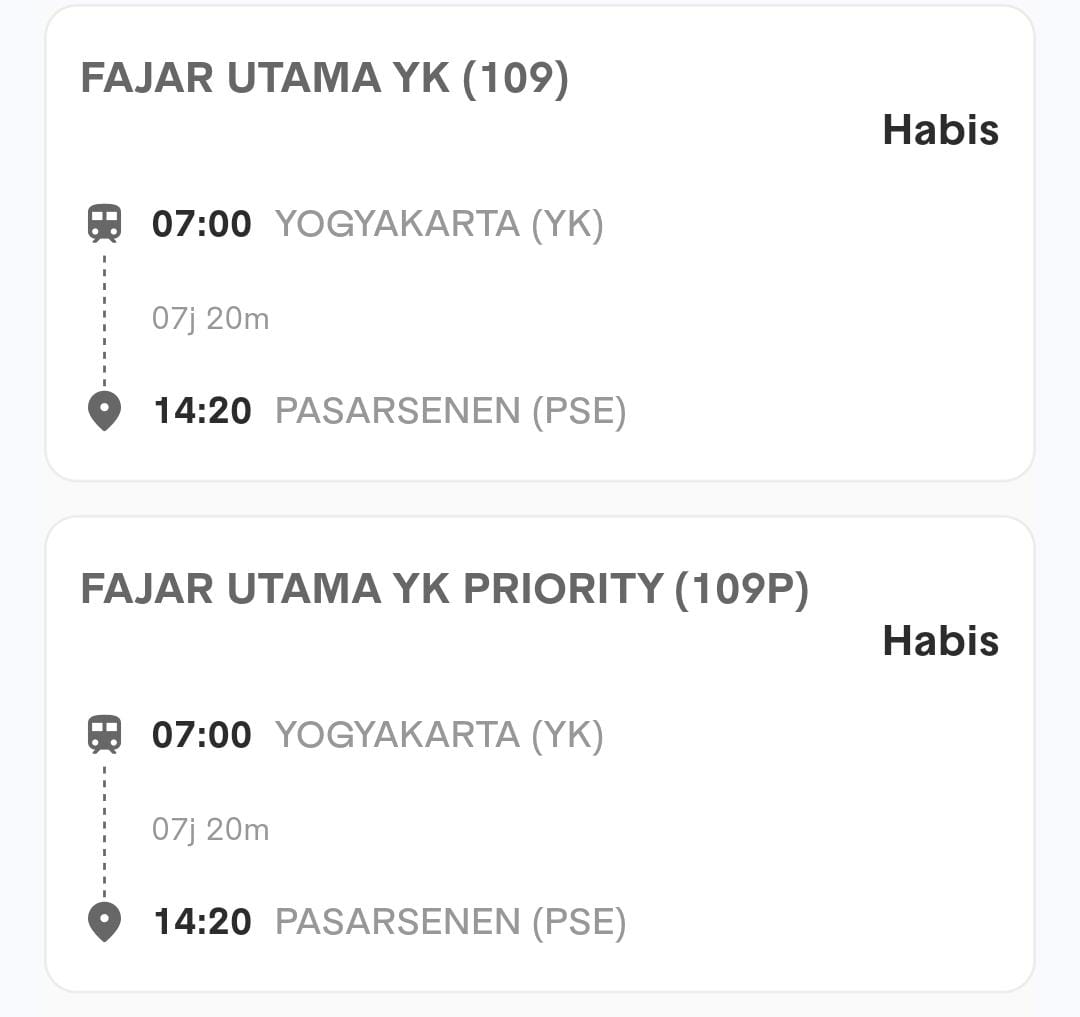 FAJAR UTAMA YK (109)
Habis
07:00 YOGYAKARTA (YK)
07j 20m
14:20 PASARSENEN (PSE)
FAJAR UTAMA YK PRIORITY (109P)
Habis
07:00 YOGYAKARTA (YK)
07j 20m
14:20 PASARSENEN (PSE)